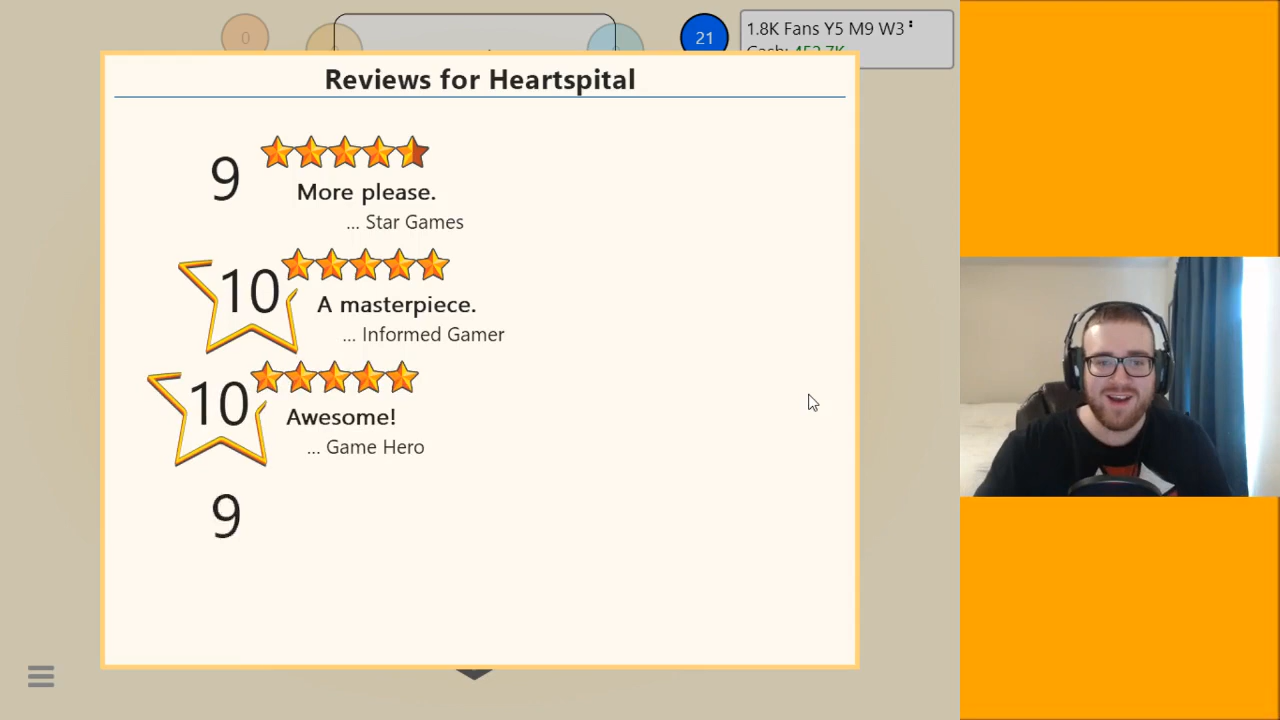 0
21
1.8K Fans Y5 M9 W3
Reviews for Heartspital
9
More please.
... Star Games
10
A masterpiece.
... Informed Gamer
10
Awesome!
... Game Hero
9